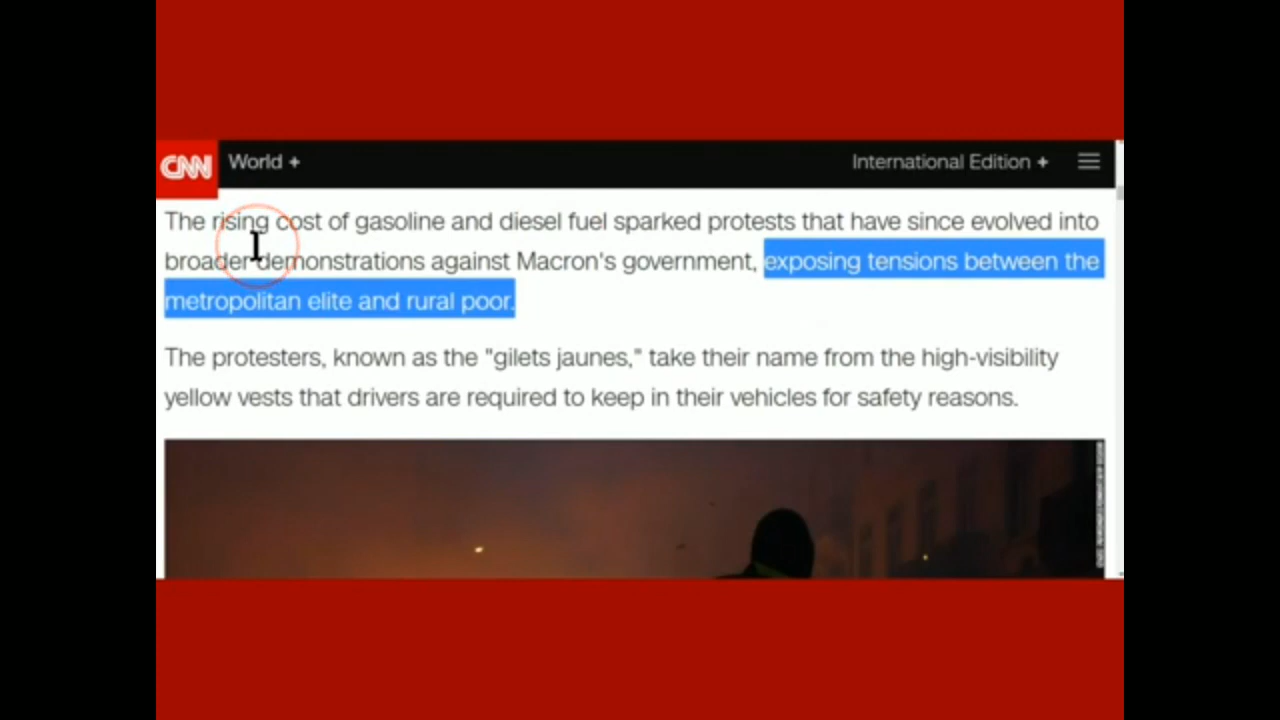 CNN World + International Edition +
The rising cost of gasoline and diesel fuel sparked protests that have since evolved into
broader demonstrations against Macron's government, exposing tensions between the
metropolitan elite and rural poor.
The protesters, known as the "gilets jaunes," take their name from the high-visibility
yellow vests that drivers are required to keep in their vehicles for safety reasons.